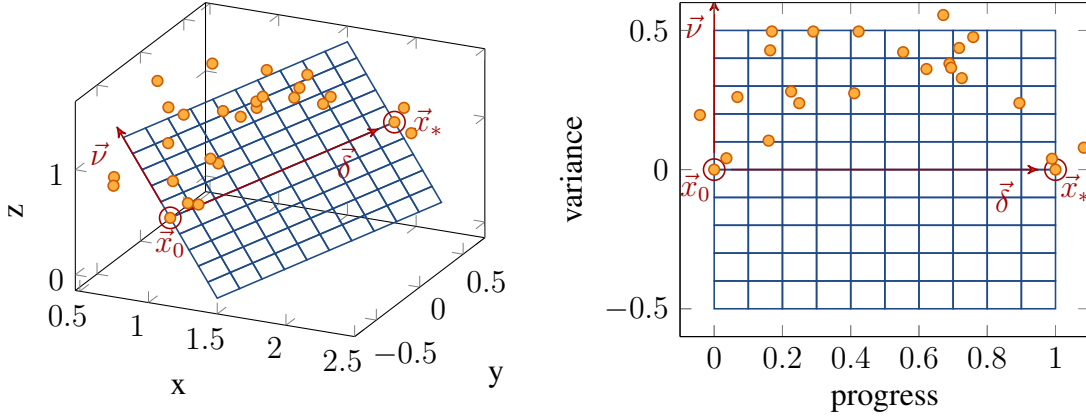 0
1
z
0.5
1
1.5
2
2.5
x
−0.5
0
0.5
y
ν⃗
x⃗₀
δ⃗
x⃗*
−0.5
0
0.5
variance
0
0.2
0.4
0.6
0.8
1
progress
ν⃗
x⃗₀
δ⃗
x⃗*